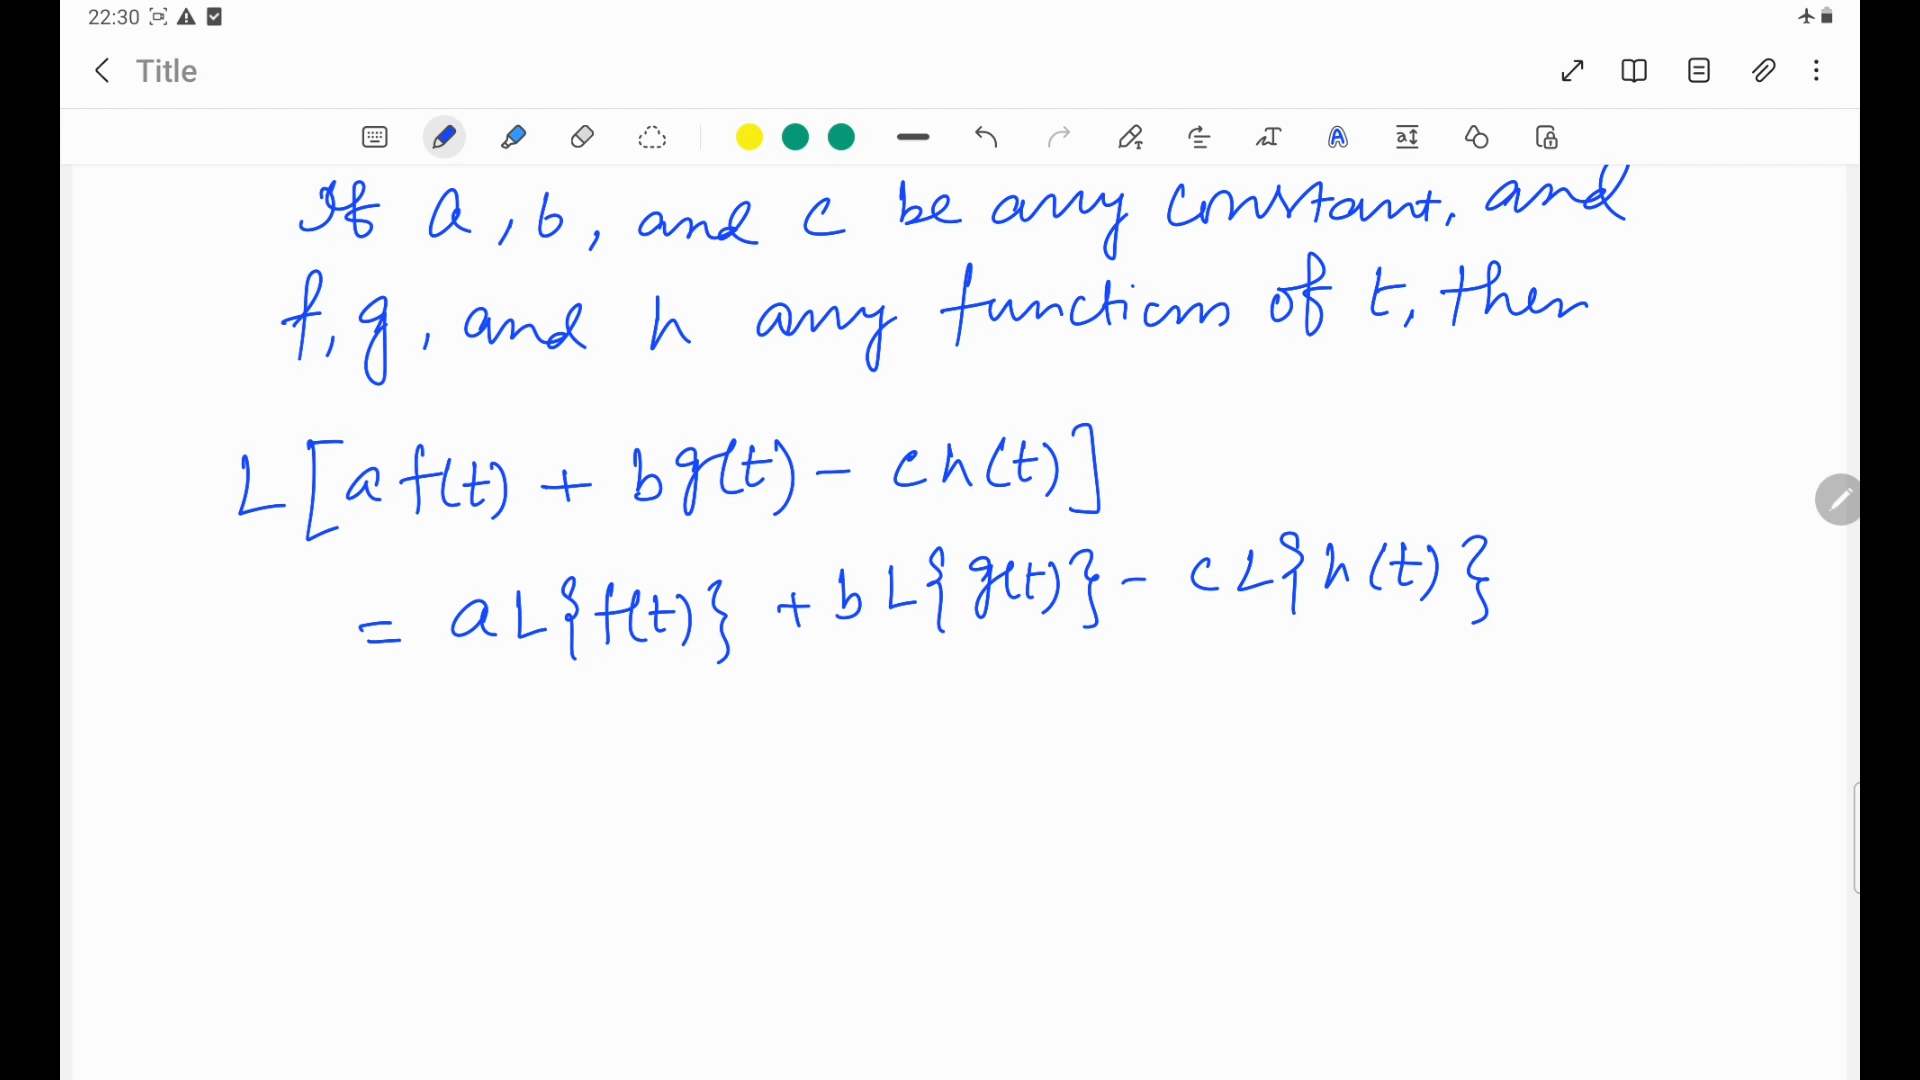 22:30
Title
If a, b, and c be any constant, and
f, g, and h any functions of t, then
L[a f(t) + b g(t) - c h(t)]
= a L{f(t)} + b L{g(t)} - c L{h(t)}